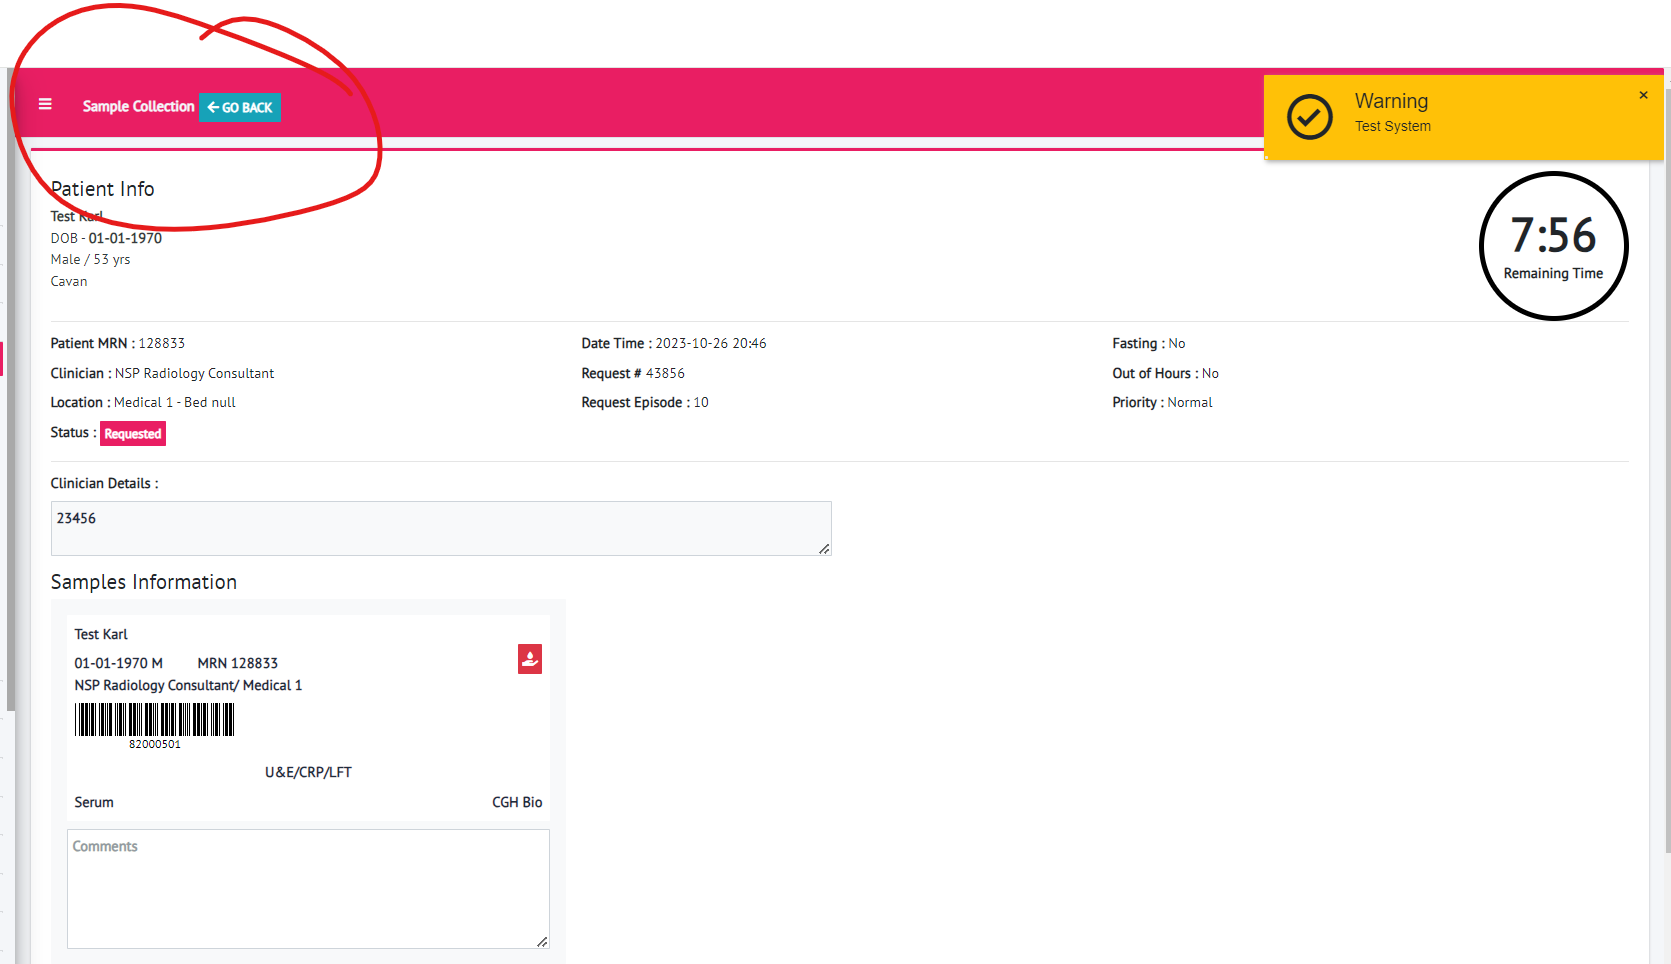 Sample Collection GO BACK
Warning
Test System
×
Patient Info
Test Karl
DOB - 01-01-1970
Male / 53 yrs
Cavan
7:56
Remaining Time
Patient MRN : 128833 Date Time : 2023-10-26 20:46 Fasting : No
Clinician : NSP Radiology Consultant Request # 43856 Out of Hours : No
Location : Medical 1 - Bed null Request Episode : 10 Priority : Normal
Status : Requested
Clinician Details :
23456
Samples Information
Test Karl
01-01-1970 M MRN 128833
NSP Radiology Consultant/ Medical 1
82000501
U&E/CRP/LFT
Serum CGH Bio
Comments